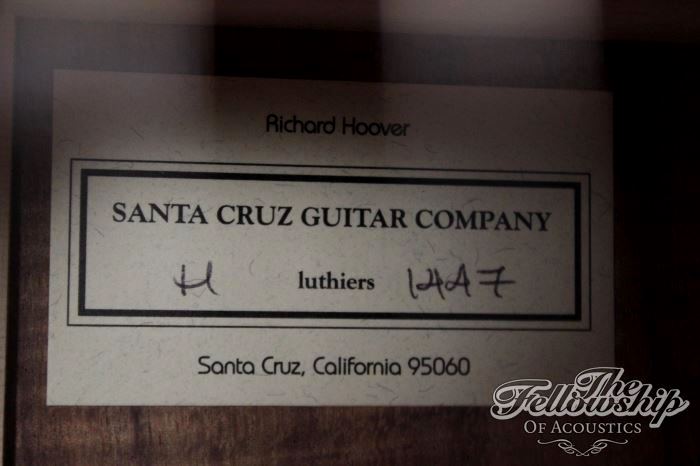 Richard Hoover
SANTA CRUZ GUITAR COMPANY
H luthiers 1447
Santa Cruz, California 95060
The
Fellowship
OF ACOUSTICS